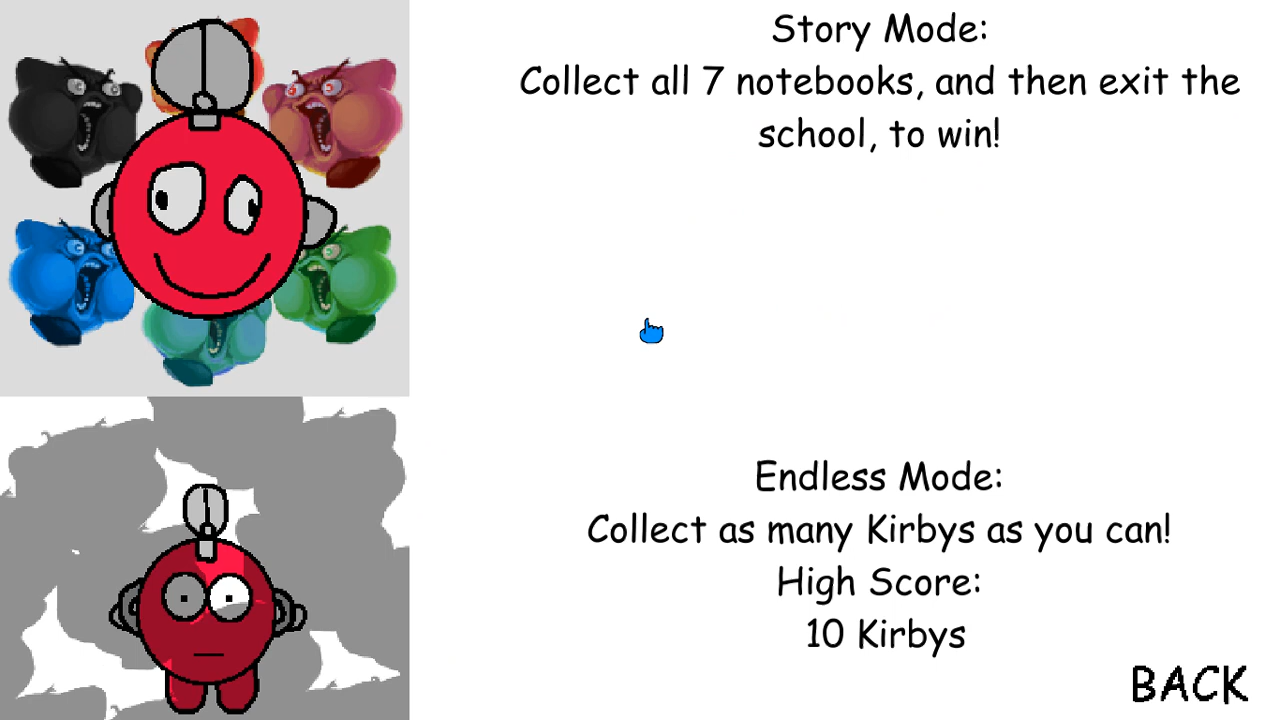 Story Mode:
Collect all 7 notebooks, and then exit the
school, to win!
Endless Mode:
Collect as many Kirbys as you can!
High Score:
10 Kirbys
BACK